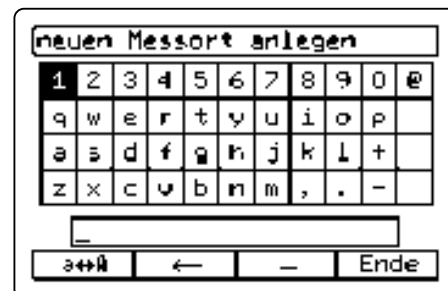 neuen Messort anlegen
1 2 3 4 5 6 7 8 9 0 @
q w e r t y u i o p
a s d f g h j k l +
z x c v b n m , . -
_
a↔A ← _ Ende